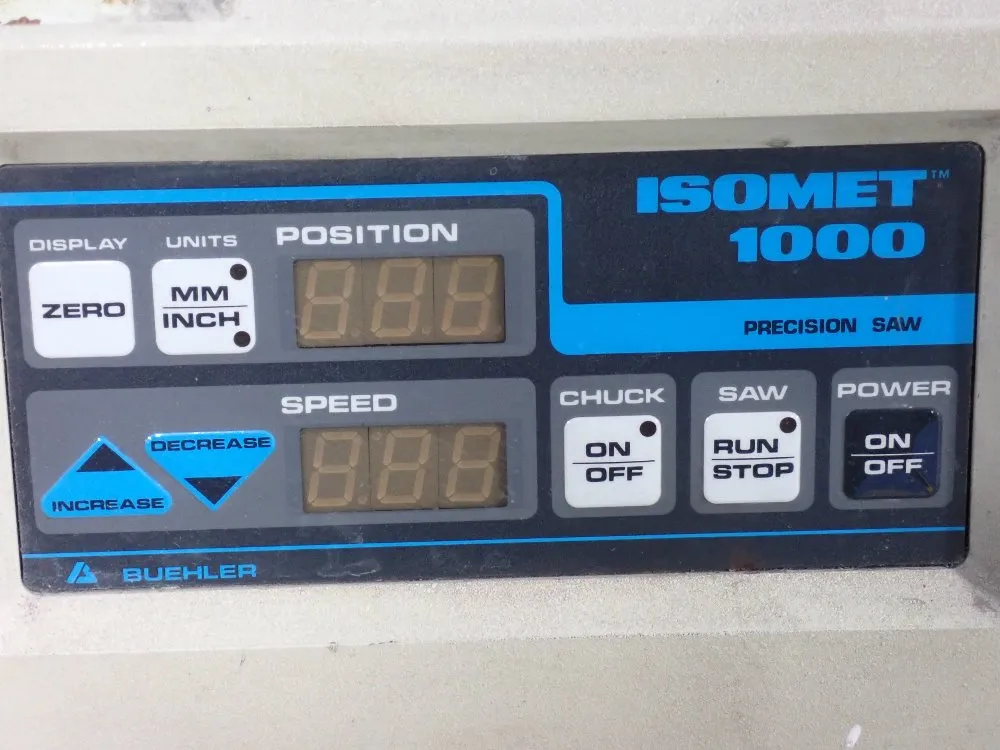 ISOMET™
1000
PRECISION SAW
DISPLAY
ZERO
UNITS
MM
INCH
POSITION
SPEED
INCREASE
DECREASE
CHUCK
ON
OFF
SAW
RUN
STOP
POWER
ON
OFF
BUEHLER